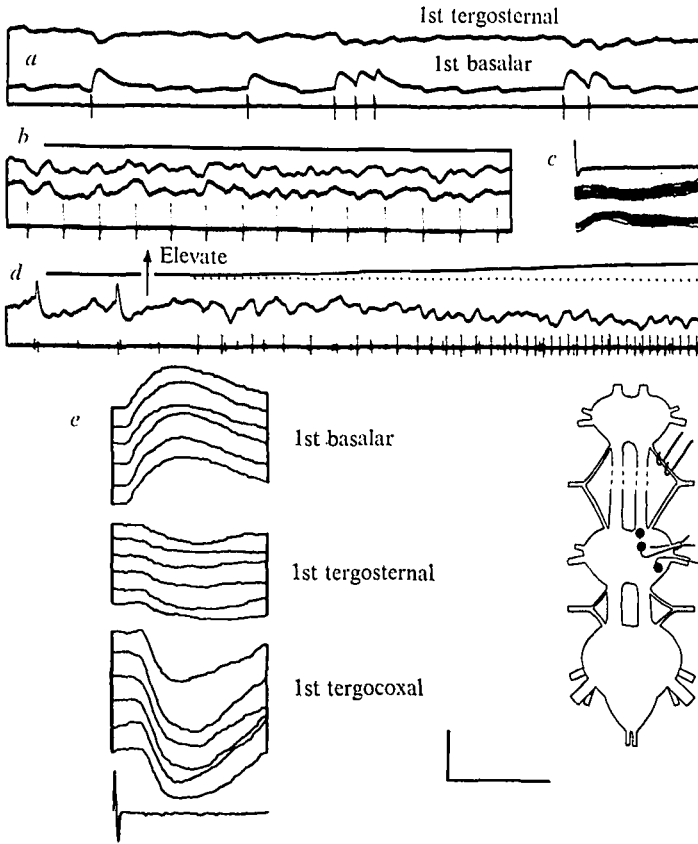 1st tergosternal
a
1st basalar
b
c
Elevate
d
e
1st basalar
1st tergosternal
1st tergocoxal